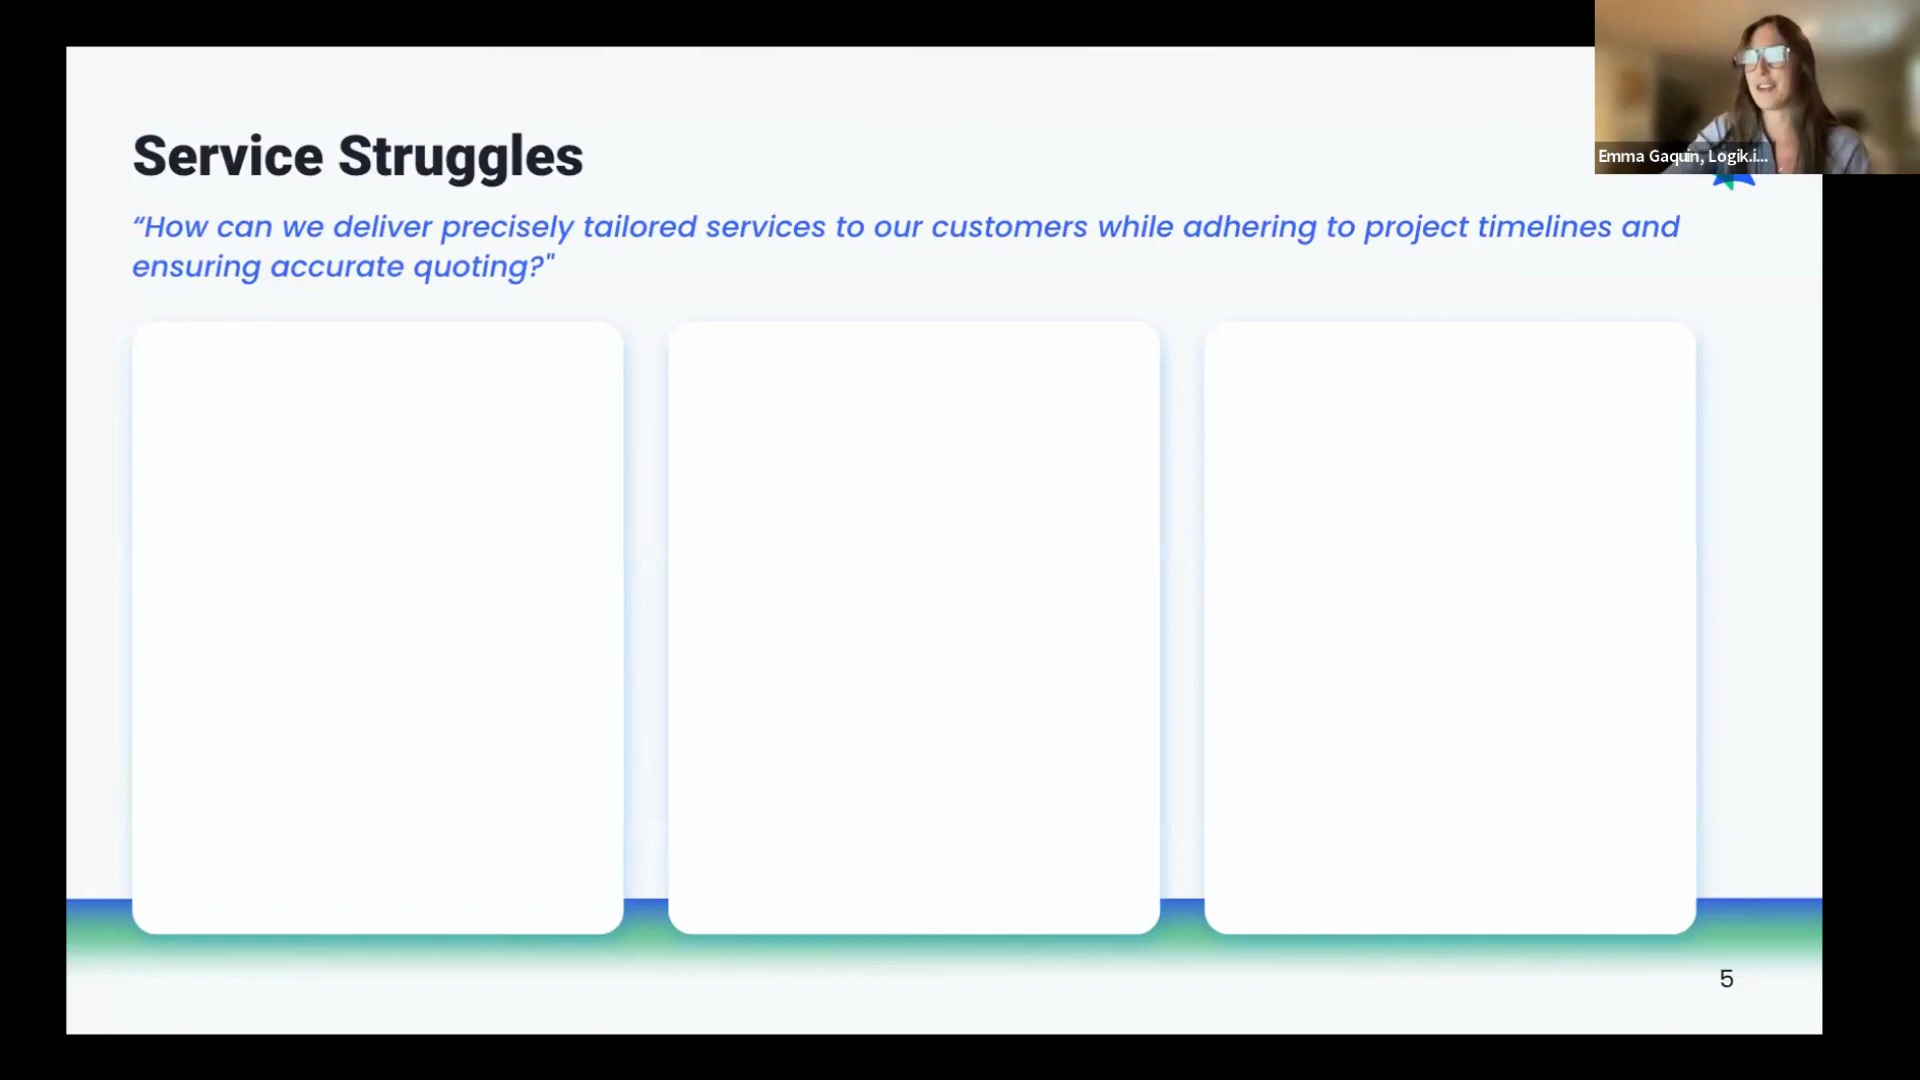 Service Struggles
“How can we deliver precisely tailored services to our customers while adhering to project timelines and
ensuring accurate quoting?"
Emma Gaquin, Logik.i...
5